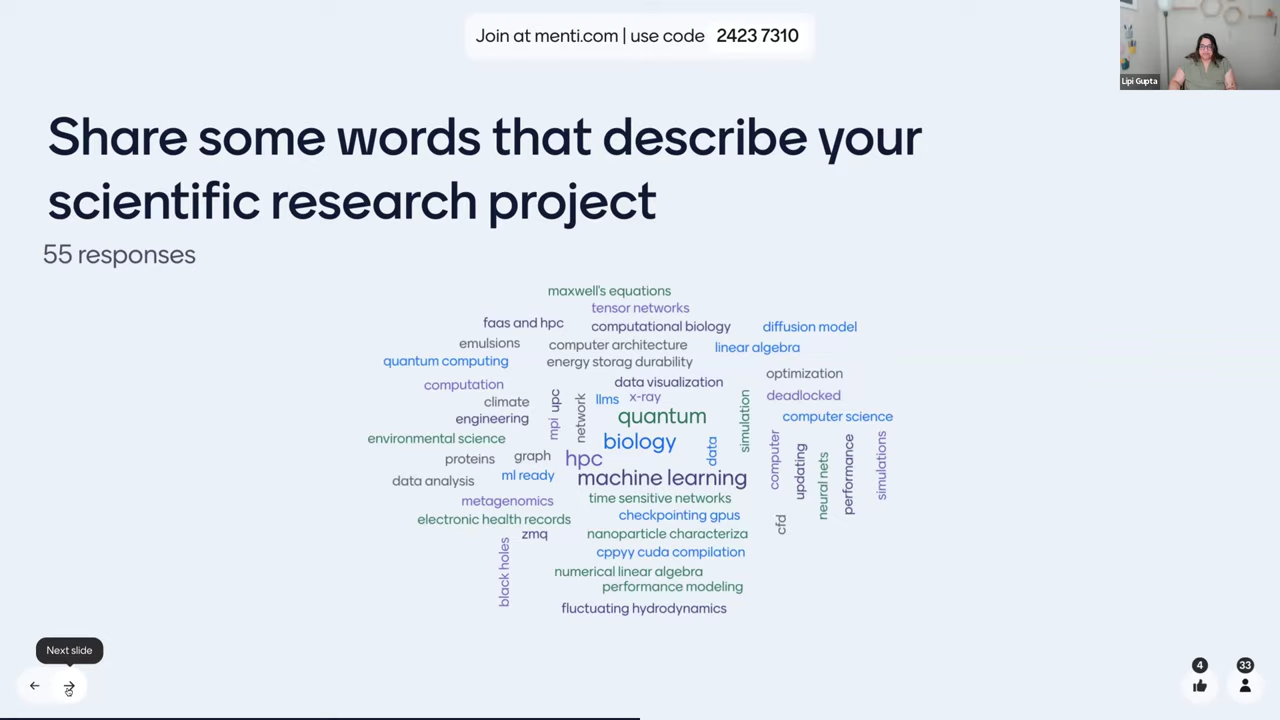 Join at menti.com | use code 2423 7310
Lipi Gupta
Share some words that describe your
scientific research project
55 responses
maxwell's equations
tensor networks
faas and hpc
computational biology
diffusion model
emulsions
computer architecture
linear algebra
quantum computing
energy storag durability
optimization
computation
data visualization
climate
upc
llms
x-ray
deadlocked
engineering
mpi
network
quantum
simulation
computer science
environmental science
biology
data
proteins
graph
hpc
computer
updating
neural nets
performance
simulations
data analysis
ml ready
machine learning
metagenomics
time sensitive networks
electronic health records
checkpointing gpus
cfd
zmq
nanoparticle characteriza
black holes
cppyy cuda compilation
numerical linear algebra
performance modeling
fluctuating hydrodynamics
Next slide
4
33